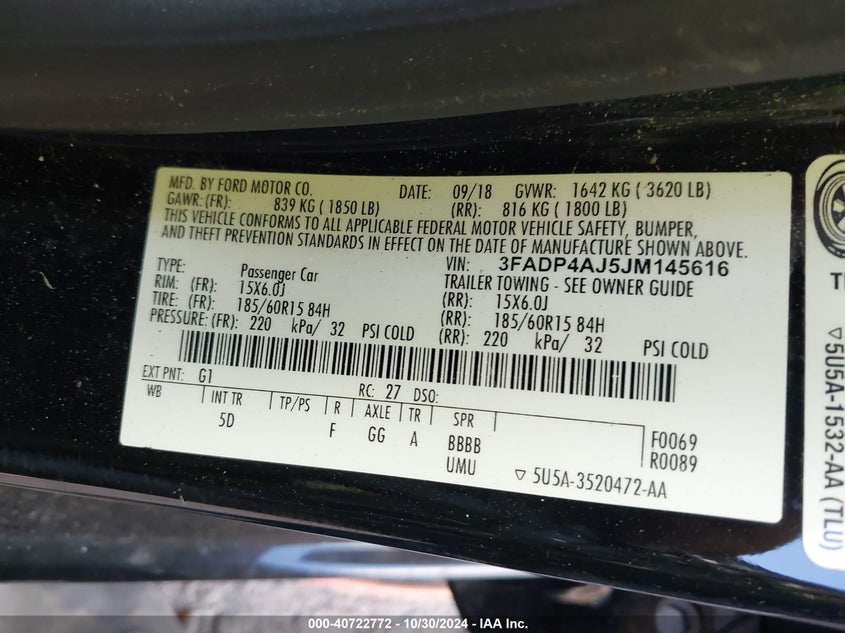 MFD. BY FORD MOTOR CO. DATE: 09/18 GVWR: 1642 KG ( 3620 LB)
GAWR: (FR): 839 KG ( 1850 LB) (RR): 816 KG ( 1800 LB)
THIS VEHICLE CONFORMS TO ALL APPLICABLE FEDERAL MOTOR VEHICLE SAFETY, BUMPER,
AND THEFT PREVENTION STANDARDS IN EFFECT ON THE DATE OF MANUFACTURE SHOWN ABOVE.
VIN: 3FADP4AJ5JM145616
TYPE: Passenger Car TRAILER TOWING - SEE OWNER GUIDE
RIM: (FR): 15X6.0J (RR): 15X6.0J
TIRE: (FR): 185/60R15 84H (RR): 185/60R15 84H
PRESSURE: (FR): 220 kPa/ 32 PSI COLD (RR): 220 kPa/ 32 PSI COLD
EXT PNT: G1 RC: 27 DSO:
WB INT TR TP/PS R AXLE TR SPR
5D F GG A BBBB F0069
UMU R0089
▽ 5U5A-3520472-AA
▽5U5A-1532-AA (TLU)
000-40722772 - 10/30/2024 - IAA Inc.